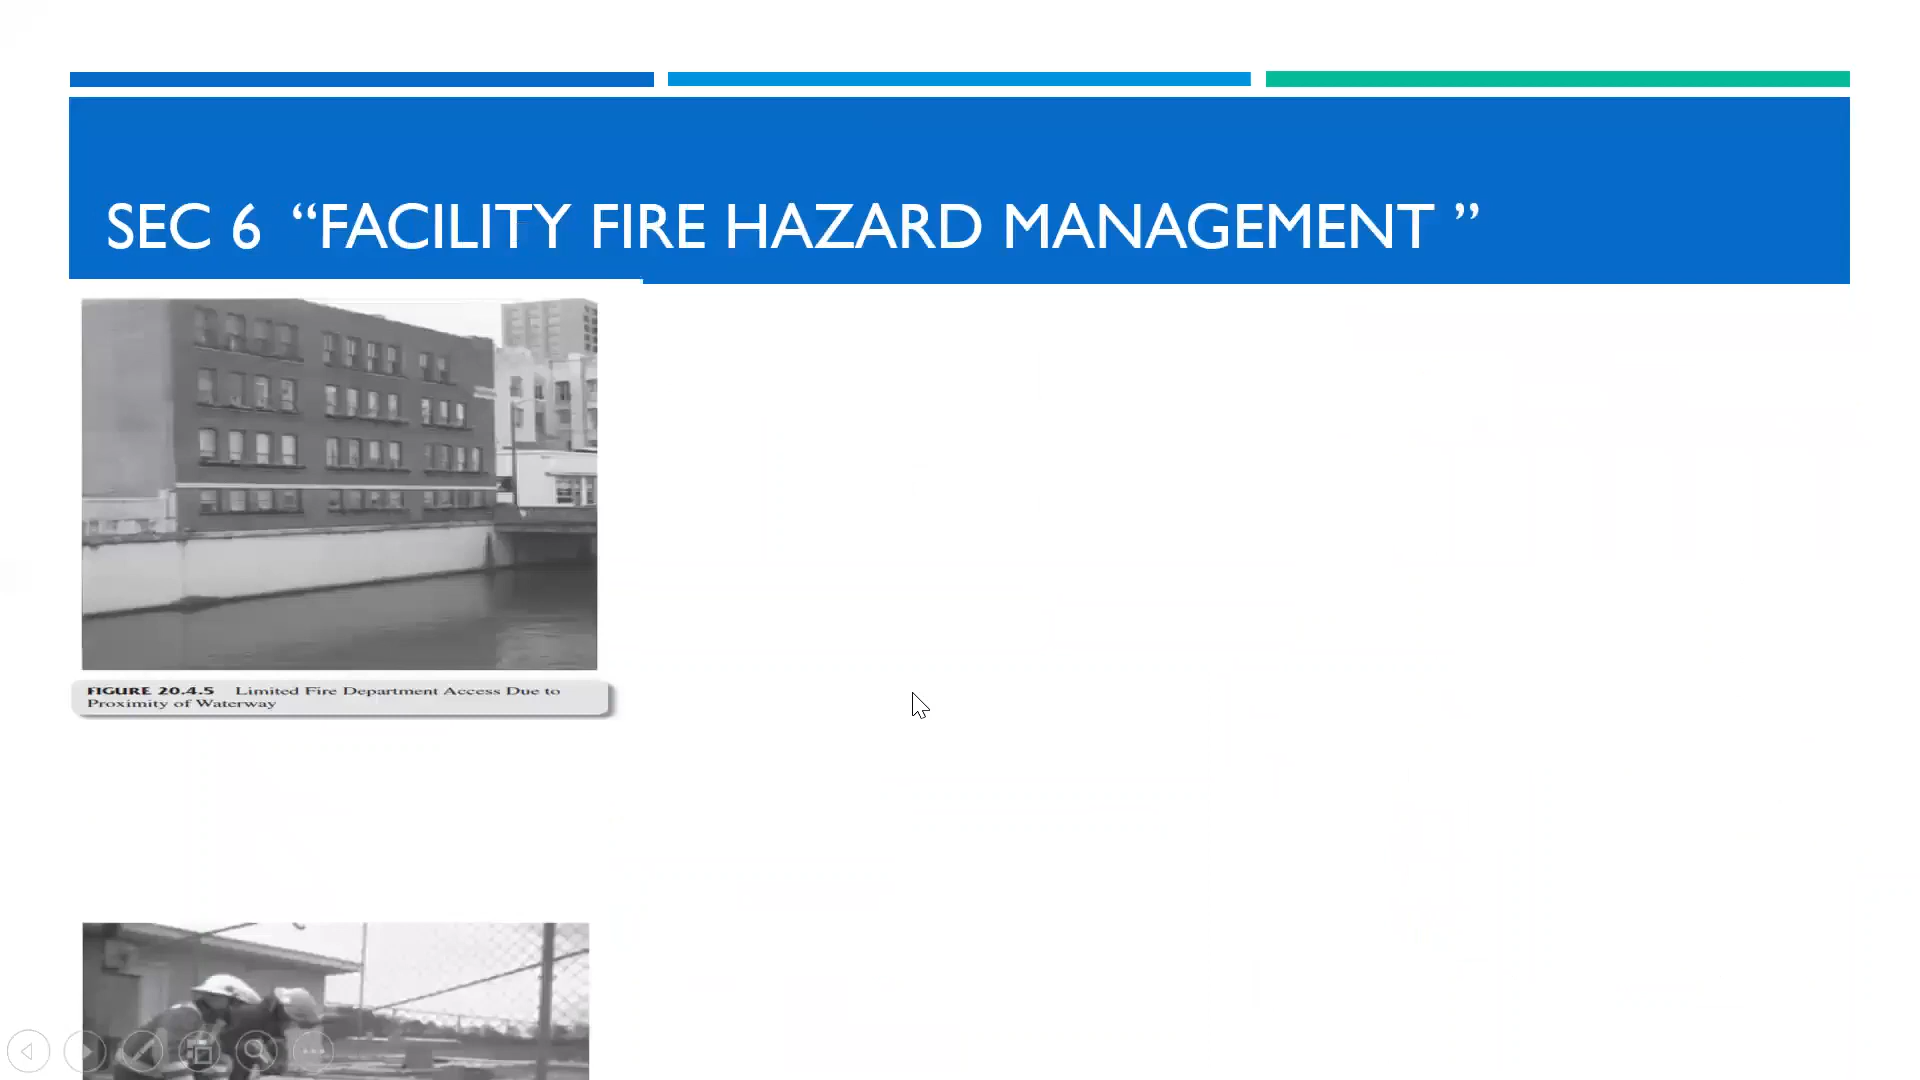 SEC 6 “FACILITY FIRE HAZARD MANAGEMENT ”
FIGURE 20.4.5 Limited Fire Department Access Due to
Proximity of Waterway